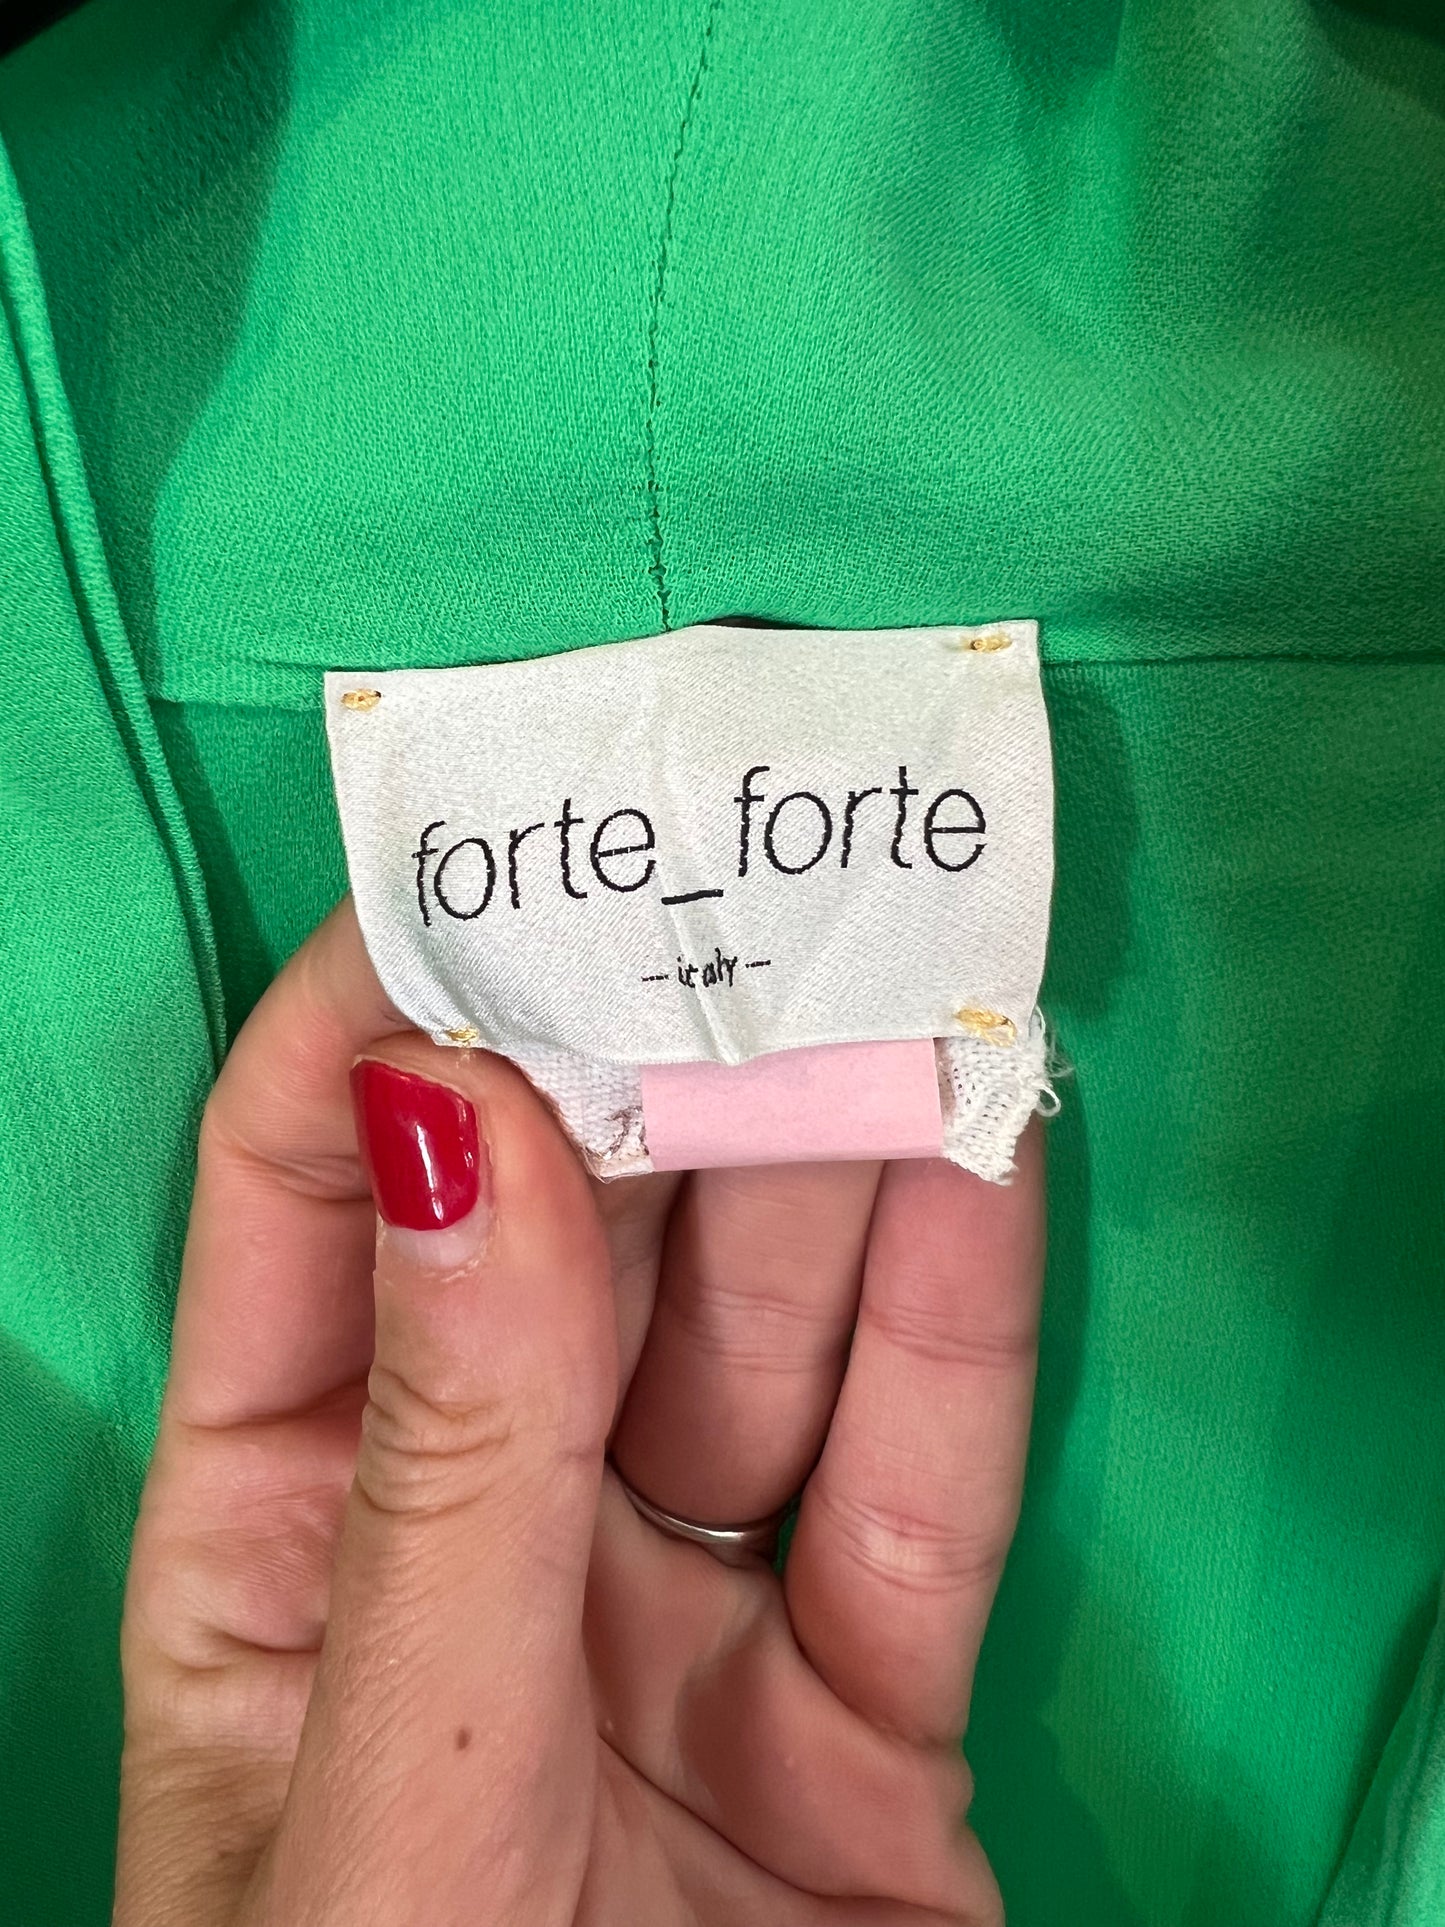 forte_forte
— italy —